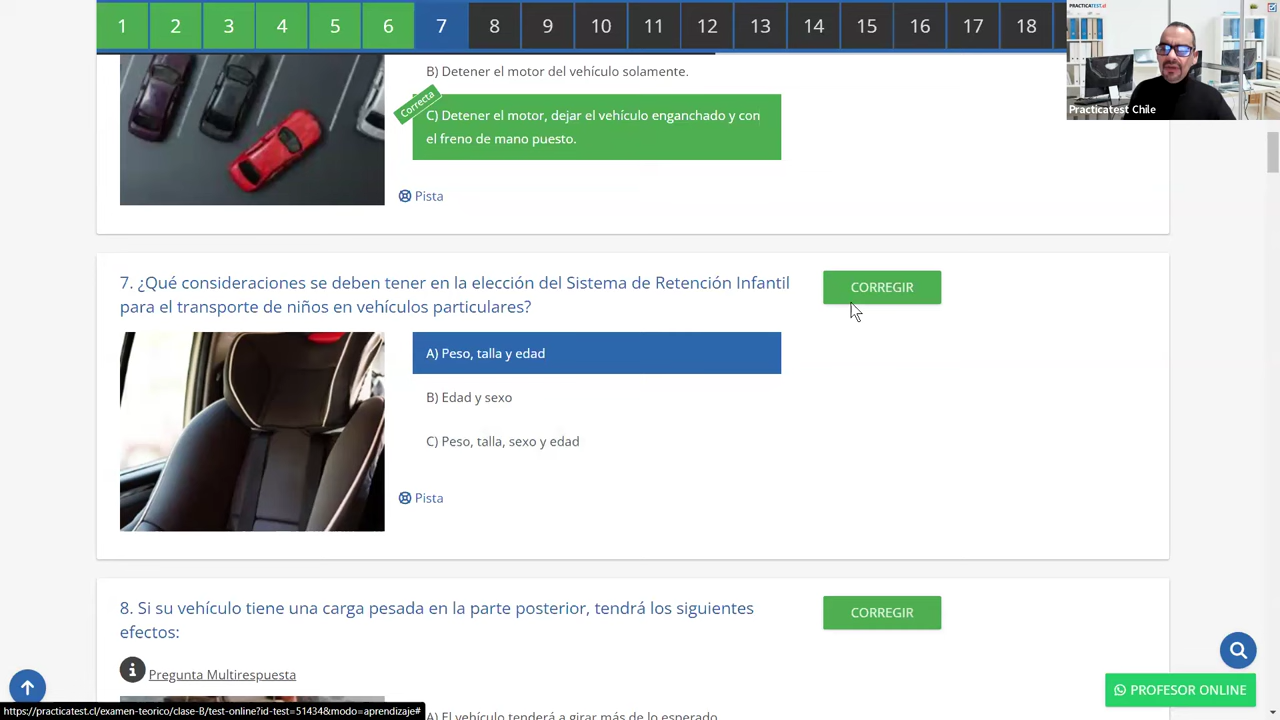 1 2 3 4 5 6 7 8 9 10 11 12 13 14 15 16 17 18
PRACTICATEST.cl
Practicatest Chile
B) Detener el motor del vehículo solamente.
Correcta
C) Detener el motor, dejar el vehículo enganchado y con
el freno de mano puesto.
Pista
7. ¿Qué consideraciones se deben tener en la elección del Sistema de Retención Infantil
para el transporte de niños en vehículos particulares?
CORREGIR
A) Peso, talla y edad
B) Edad y sexo
C) Peso, talla, sexo y edad
Pista
8. Si su vehículo tiene una carga pesada en la parte posterior, tendrá los siguientes
efectos:
CORREGIR
Pregunta Multirespuesta
PROFESOR ONLINE
https://practicatest.cl/examen-teorico/clase-B/test-online?id-test=51434&modo=aprendizaje#
A) El vehículo tenderá a girar más de lo esperado